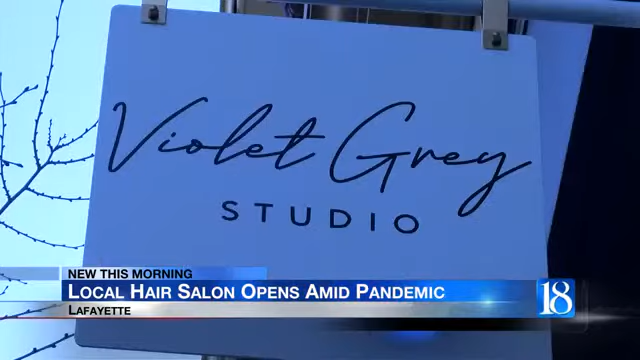 Violet Grey
STUDIO
NEW THIS MORNING
LOCAL HAIR SALON OPENS AMID PANDEMIC
LAFAYETTE
18